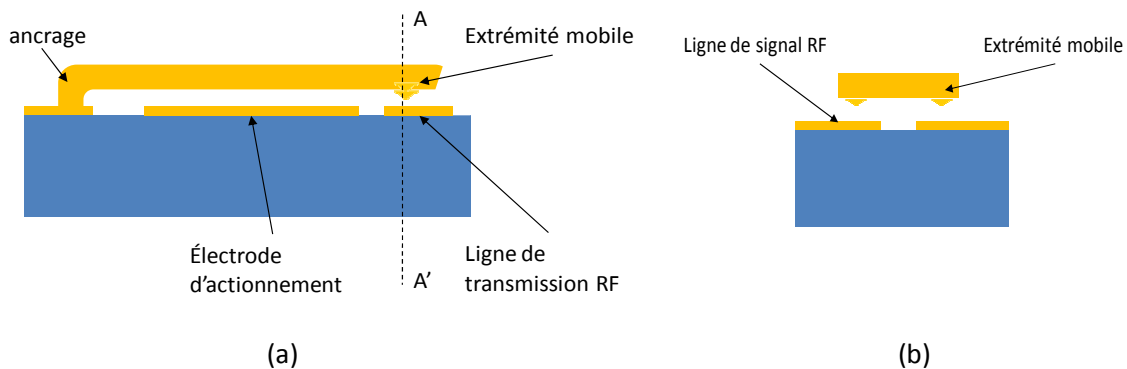 A
ancrage
Extrémité mobile
Électrode
d’actionnement
Ligne de
transmission RF
A’
(a)
Ligne de signal RF
Extrémité mobile
(b)